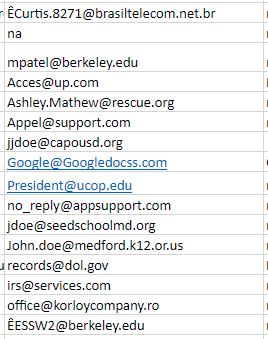 ÊCurtis.8271@brasiltelecom.net.br
na
mpatel@berkeley.edu
Acces@up.com
Ashley.Mathew@rescue.org
Appel@support.com
jjdoe@capousd.org
Google@Googledocss.com
President@ucop.edu
no_reply@appsupport.com
jdoe@seedschoolmd.org
John.doe@medford.k12.or.us
records@dol.gov
irs@services.com
office@korloycompany.ro
ÊESSW2@berkeley.edu